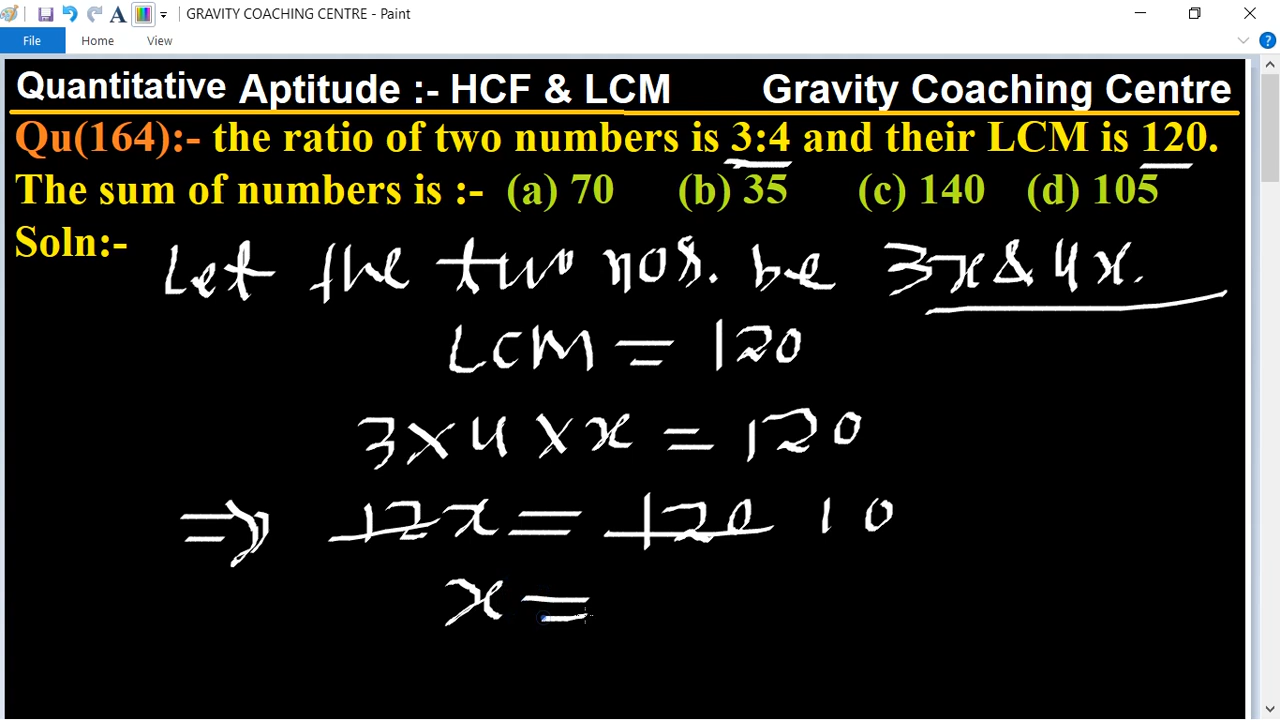 GRAVITY COACHING CENTRE - Paint
File Home View
Quantitative Aptitude :- HCF & LCM Gravity Coaching Centre
Qu(164):- the ratio of two numbers is 3:4 and their LCM is 120.
The sum of numbers is :- (a) 70 (b) 35 (c) 140 (d) 105
Soln:- Let the two nos. be 3x & 4x.
LCM = 120
3 × 4 × x = 120
⇒ 12x = 120 10
x =